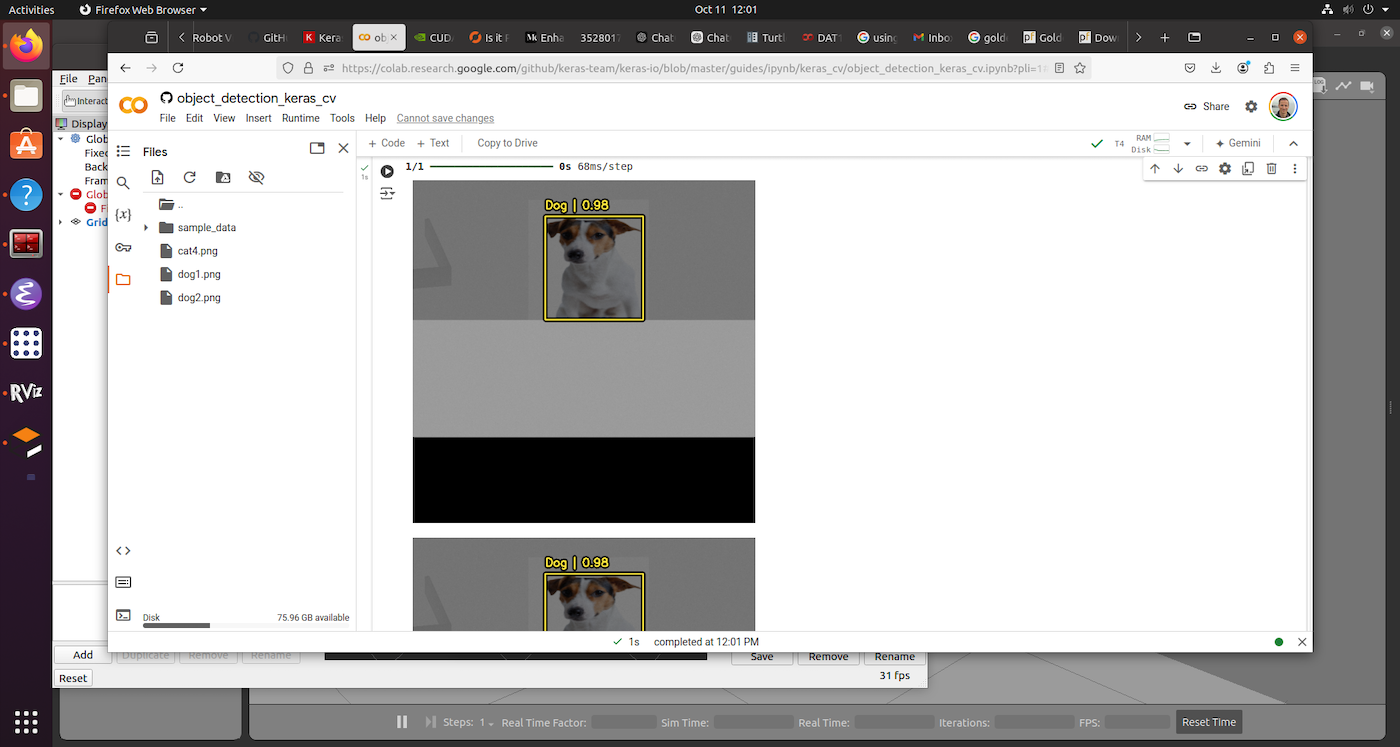 Activities Firefox Web Browser Oct 11 12:01
Robot V GitH Kera obj CUD Is it F Enha 352801 Chat Chat Turtl DAT using Inbo gold Gold Dow
https://colab.research.google.com/github/keras-team/keras-io/blob/master/guides/ipynb/keras_cv/object_detection_keras_cv.ipynb?pli=1
File Pane
Interact
Display
Glob
Fixed
Back
Fram
Glob
F
Grid
object_detection_keras_cv
File Edit View Insert Runtime Tools Help Cannot save changes
Share
+ Code + Text Copy to Drive
T4 RAM Disk Gemini
Files
{x}
..
sample_data
cat4.png
dog1.png
dog2.png
Disk 75.96 GB available
1s
1/1 0s 68ms/step
Dog | 0.98
Dog | 0.98
1s completed at 12:01 PM
RViz
Add Duplicate Remove Rename Save Remove Rename
Reset 31 fps
Steps: 1 Real Time Factor: Sim Time: Real Time: Iterations: FPS: Reset Time